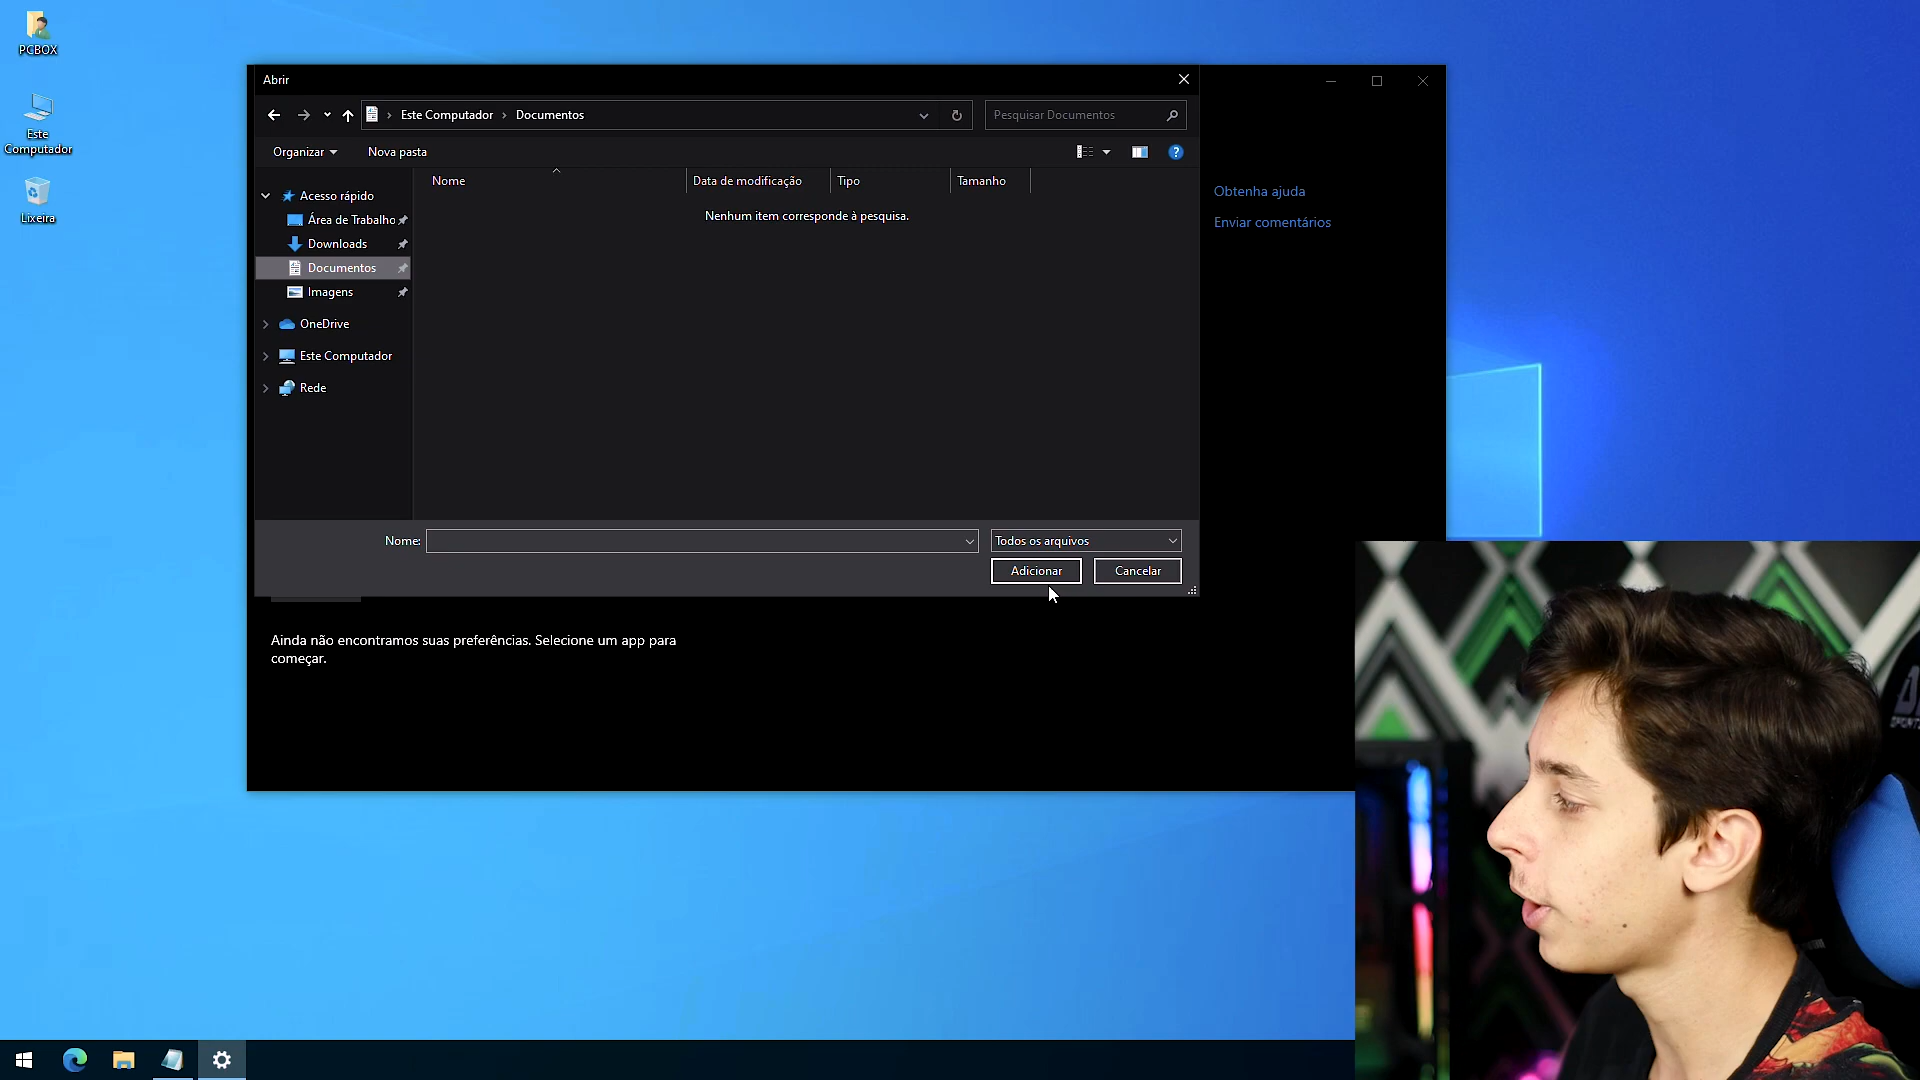 PCBOX
Este
Computador
Lixeira
Abrir
Este Computador
Documentos
Pesquisar Documentos
Organizar
Nova pasta
?
Nome
Data de modificação
Tipo
Tamanho
Nenhum item corresponde à pesquisa.
Acesso rápido
Área de Trabalho
Downloads
Documentos
Imagens
OneDrive
Este Computador
Rede
Nome:
Todos os arquivos
Adicionar
Cancelar
Obtenha ajuda
Enviar comentários
Ainda não encontramos suas preferências. Selecione um app para
começar.